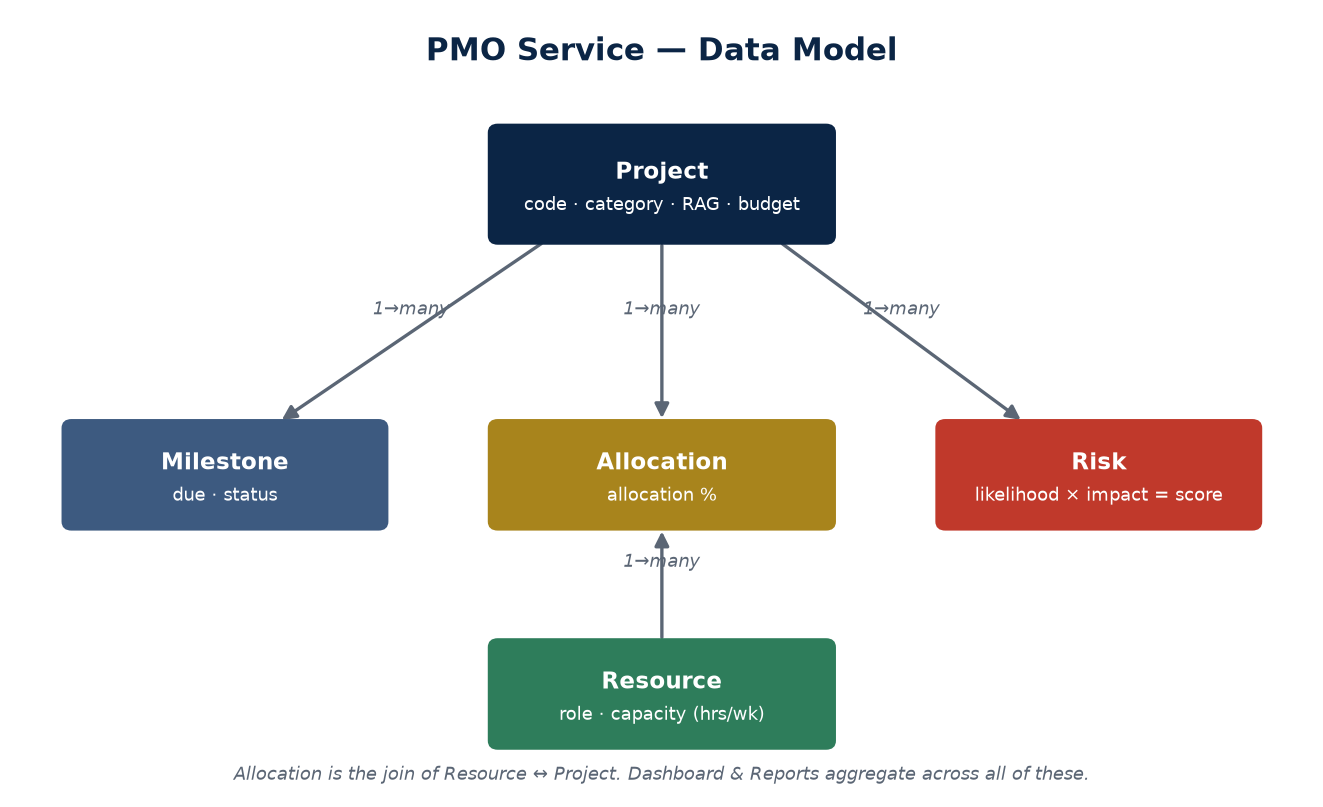 PMO Service — Data Model
Project
code · category · RAG · budget
1→many
1→many
1→many
Milestone
due · status
Allocation
allocation %
Risk
likelihood × impact = score
1→many
Resource
role · capacity (hrs/wk)
Allocation is the join of Resource ↔ Project. Dashboard & Reports aggregate across all of these.